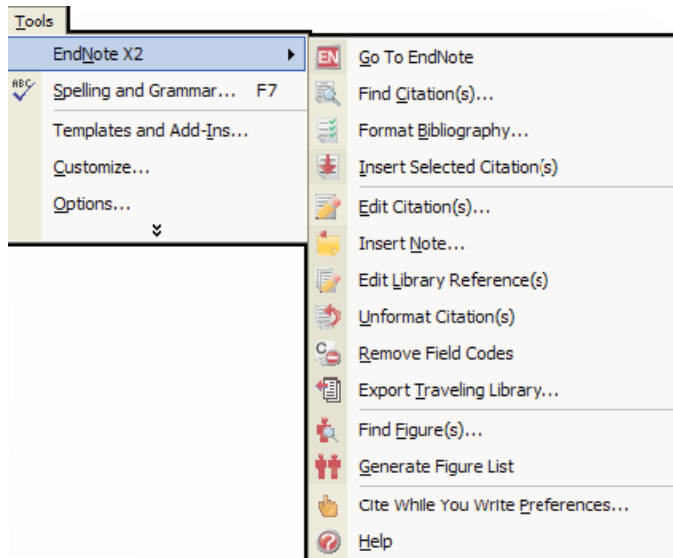 Tools
EndNote X2
ABC
Spelling and Grammar... F7
Templates and Add-Ins...
Customize...
Options...
EN
Go To EndNote
Find Citation(s)...
Format Bibliography...
Insert Selected Citation(s)
Edit Citation(s)...
Insert Note...
Edit Library Reference(s)
Unformat Citation(s)
C
Remove Field Codes
Export Traveling Library...
Find Figure(s)...
Generate Figure List
Cite While You Write Preferences...
?
Help